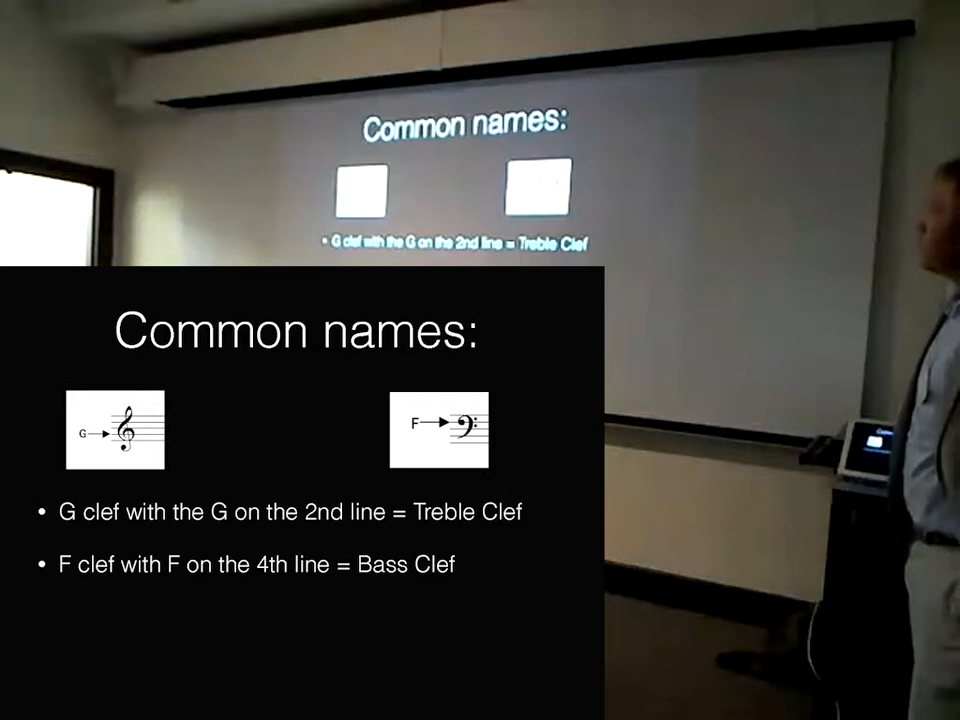 Common names:
• G clef with the G on the 2nd line = Treble Clef
Common names:
G
F
• G clef with the G on the 2nd line = Treble Clef
• F clef with F on the 4th line = Bass Clef